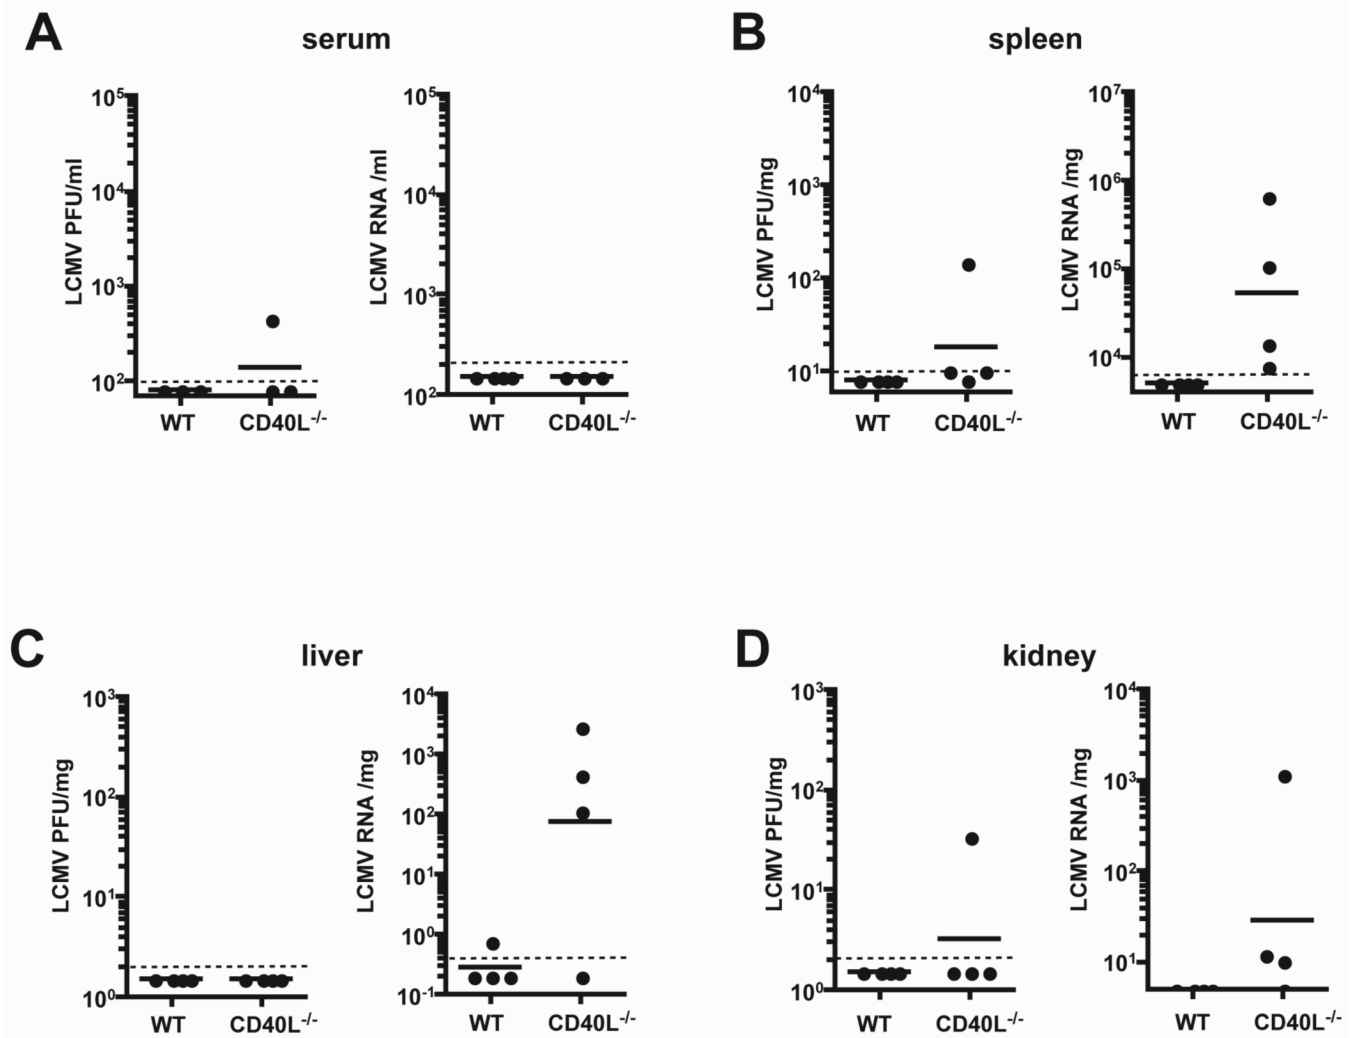 A
serum
LCMV PFU/ml
10⁵
10⁴
10³
10²
WT
CD40L⁻/⁻
LCMV RNA /ml
10⁵
10⁴
10³
10²
WT
CD40L⁻/⁻
B
spleen
LCMV PFU/mg
10⁴
10³
10²
10¹
WT
CD40L⁻/⁻
LCMV RNA /mg
10⁷
10⁶
10⁵
10⁴
WT
CD40L⁻/⁻
C
liver
LCMV PFU/mg
10³
10²
10¹
10⁰
WT
CD40L⁻/⁻
LCMV RNA /mg
10⁴
10³
10²
10¹
10⁰
10⁻¹
WT
CD40L⁻/⁻
D
kidney
LCMV PFU/mg
10³
10²
10¹
10⁰
WT
CD40L⁻/⁻
LCMV RNA /mg
10⁴
10³
10²
10¹
WT
CD40L⁻/⁻